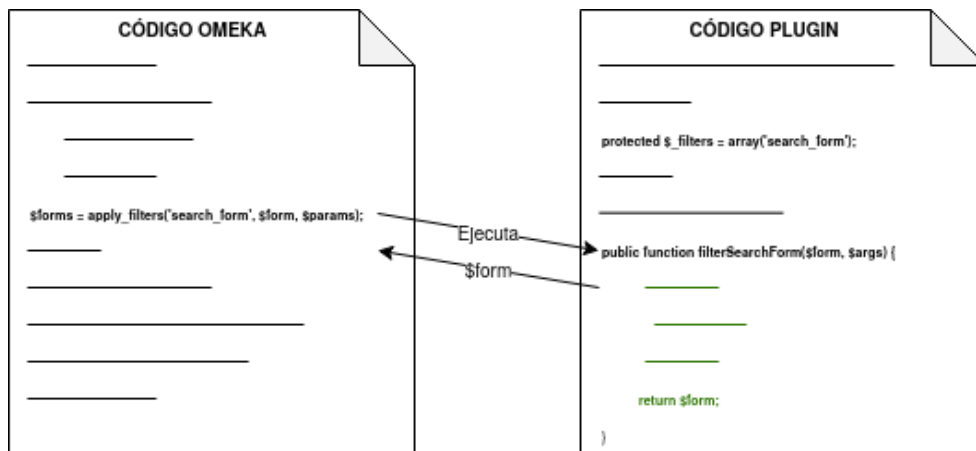 CÓDIGO OMEKA
$forms = apply_filters('search_form', $form, $params);
Ejecuta
$form
CÓDIGO PLUGIN
protected $_filters = array('search_form');
public function filterSearchForm($form, $args) {
return $form;
}